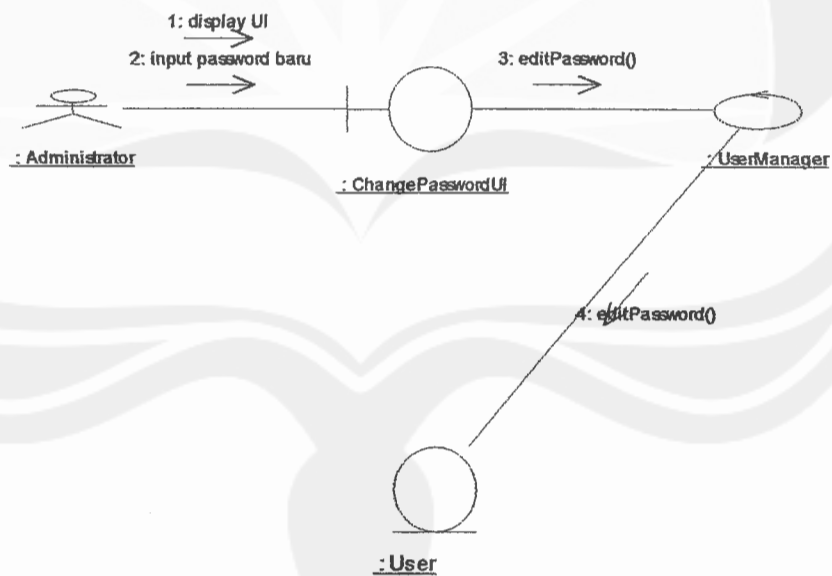 1: display UI
2: input password baru
3: editPassword()
: Administrator
: ChangePasswordUI
: UserManager
4: editPassword()
: User